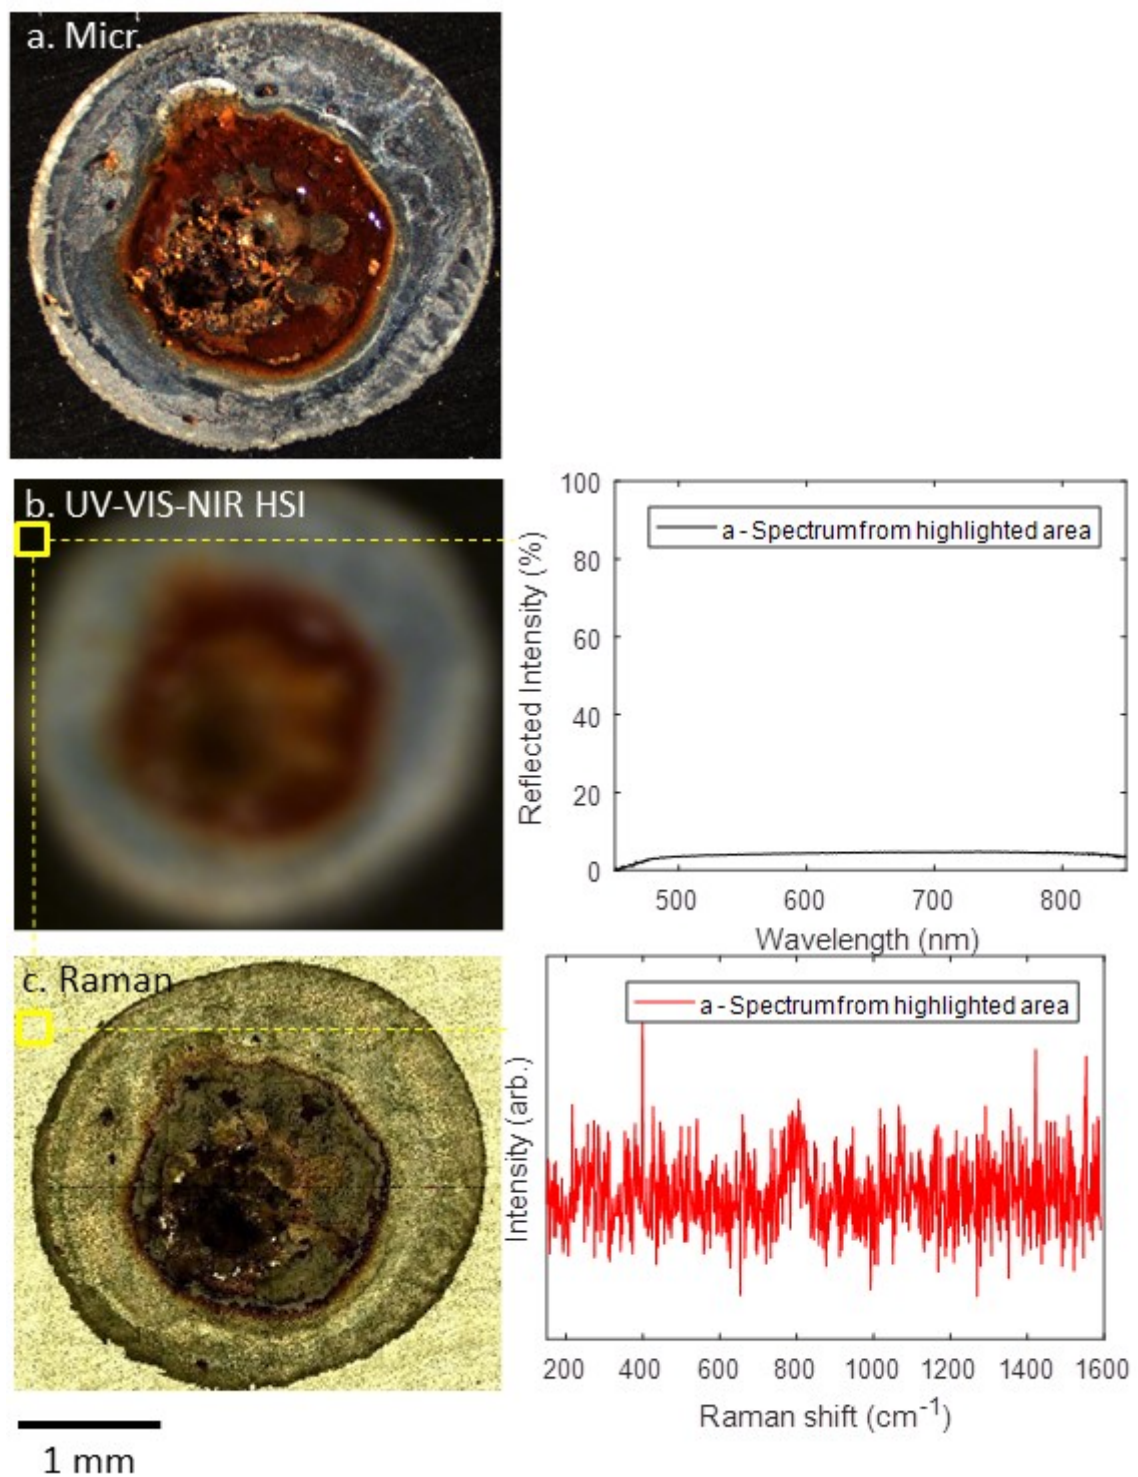 a. Micr.
b. UV-VIS-NIR HSI
100
80
60
40
20
0
Reflected Intensity (%)
a - Spectrum from highlighted area
500 600 700 800
Wavelength (nm)
c. Raman
Intensity (arb.)
a - Spectrum from highlighted area
200 400 600 800 1000 1200 1400 1600
Raman shift (cm⁻¹)
1 mm